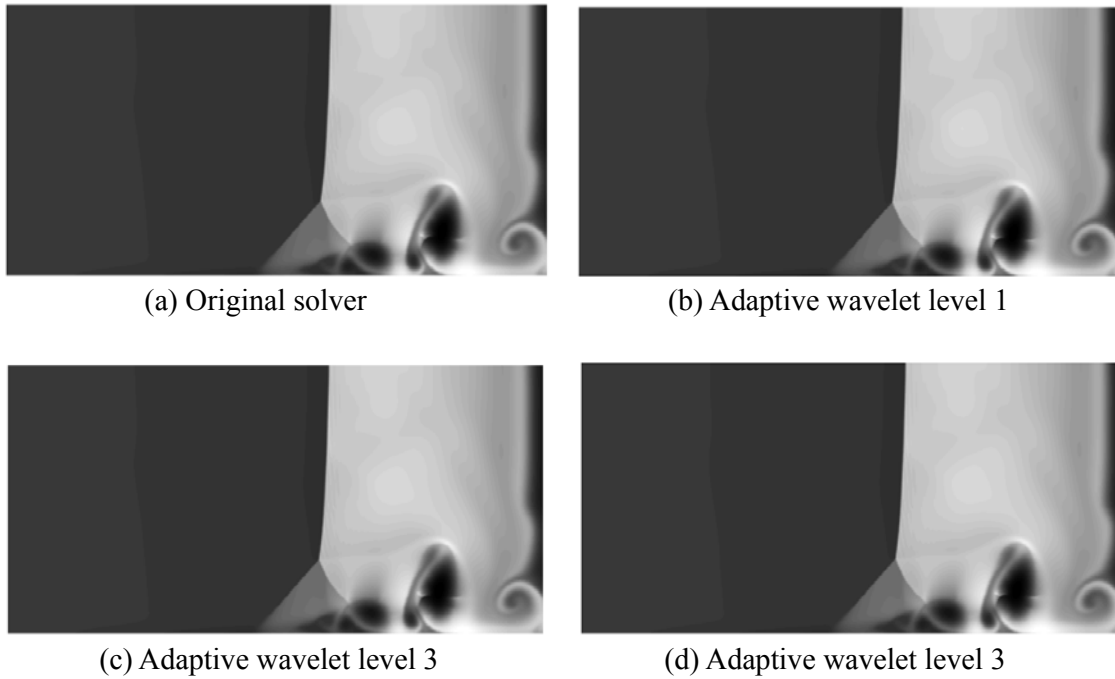 (a) Original solver
(b) Adaptive wavelet level 1
(c) Adaptive wavelet level 3
(d) Adaptive wavelet level 3